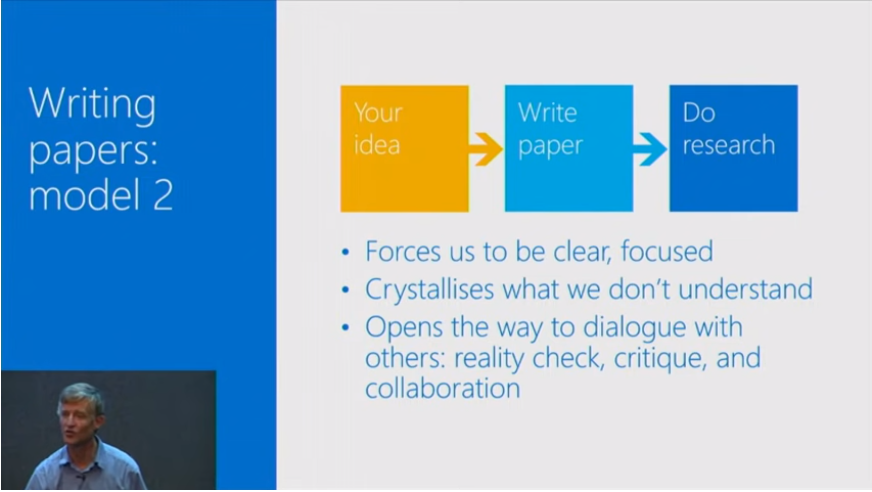 Writing
papers:
model 2
Your
idea
Write
paper
Do
research
• Forces us to be clear, focused
• Crystallises what we don't understand
• Opens the way to dialogue with
others: reality check, critique, and
collaboration